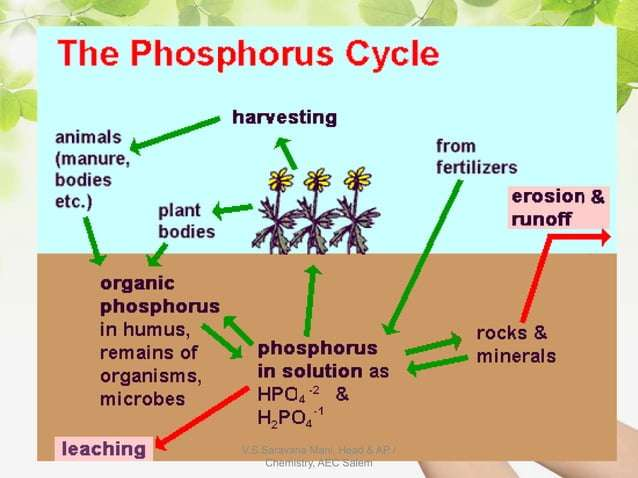 The Phosphorus Cycle
harvesting
animals
(manure,
bodies
etc.)
from
fertilizers
plant
bodies
erosion &
runoff
organic
phosphorus
in humus,
remains of
organisms,
microbes
phosphorus
in solution as
HPO₄⁻² &
H₂PO₄⁻¹
rocks &
minerals
leaching
V.S.Saravana Mani, Head & AP /
Chemistry, AEC Salem